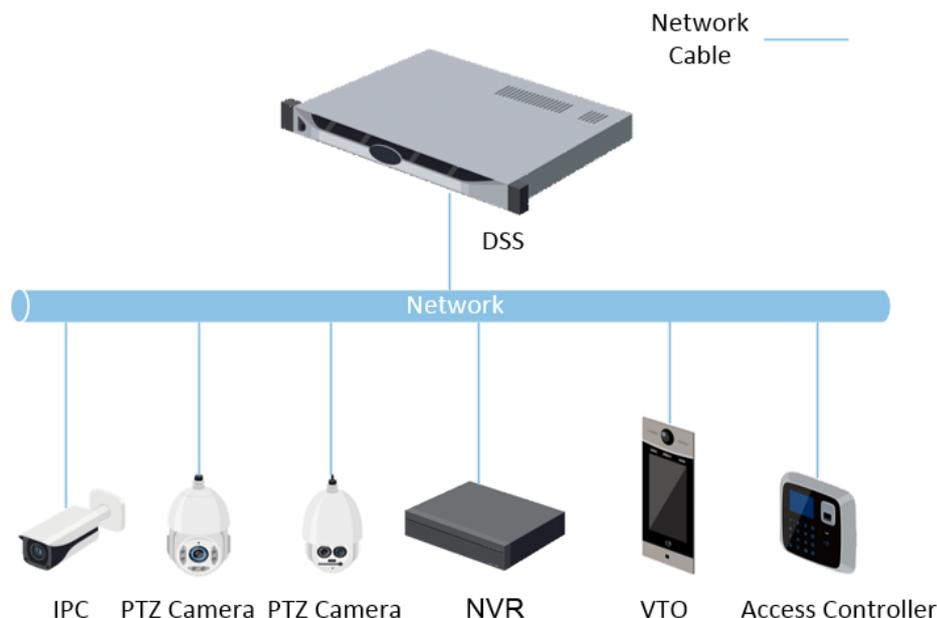 Network
Cable
DSS
Network
IPC
PTZ Camera
PTZ Camera
NVR
VTO
Access Controller